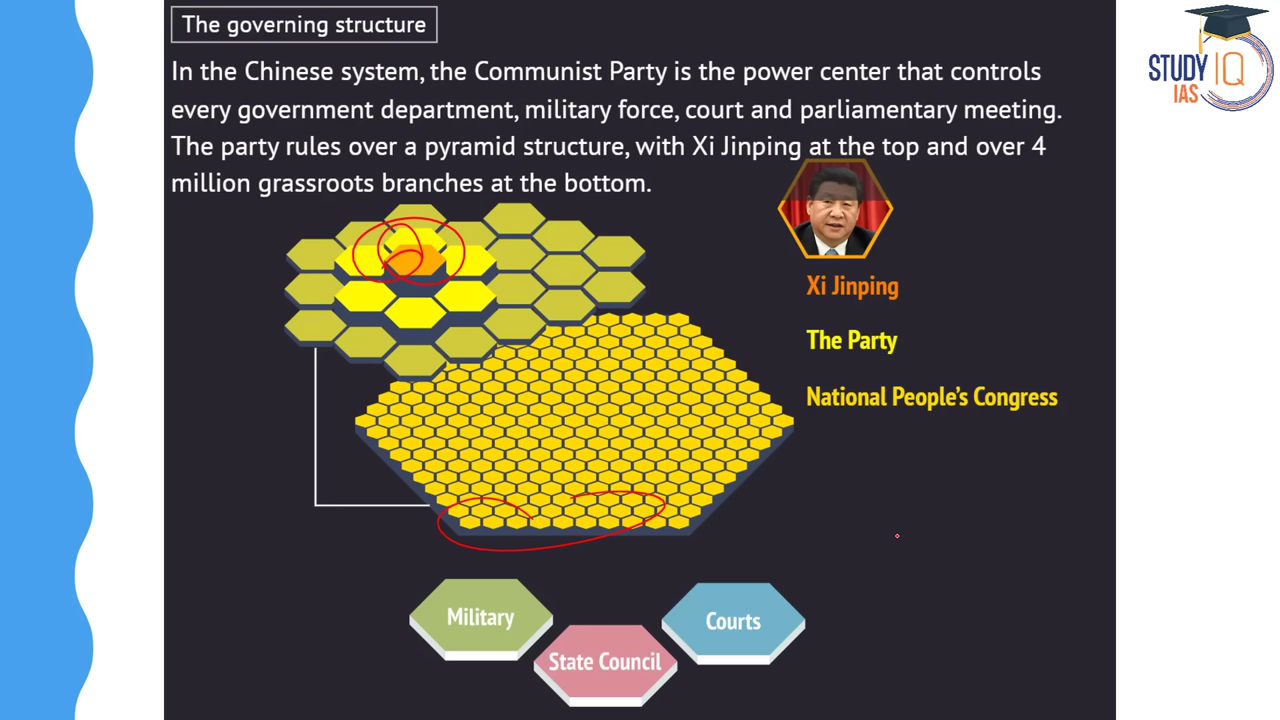 The governing structure
In the Chinese system, the Communist Party is the power center that controls
every government department, military force, court and parliamentary meeting.
The party rules over a pyramid structure, with Xi Jinping at the top and over 4
million grassroots branches at the bottom.
STUDY IQ
IAS
Xi Jinping
The Party
National People's Congress
Military
State Council
Courts